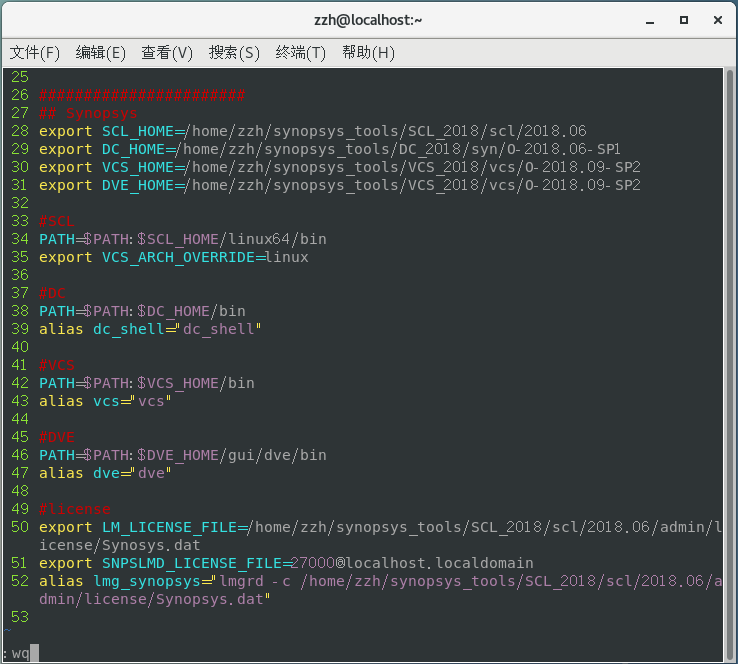 zzh@localhost:~
文件(F) 编辑(E) 查看(V) 搜索(S) 终端(T) 帮助(H)
25
26 #######################
27 ## Synopsys
28 export SCL_HOME=/home/zzh/synopsys_tools/SCL_2018/scl/2018.06
29 export DC_HOME=/home/zzh/synopsys_tools/DC_2018/syn/O-2018.06-SP1
30 export VCS_HOME=/home/zzh/synopsys_tools/VCS_2018/vcs/O-2018.09-SP2
31 export DVE_HOME=/home/zzh/synopsys_tools/VCS_2018/vcs/O-2018.09-SP2
32
33 #SCL
34 PATH=$PATH:$SCL_HOME/linux64/bin
35 export VCS_ARCH_OVERRIDE=linux
36
37 #DC
38 PATH=$PATH:$DC_HOME/bin
39 alias dc_shell="dc_shell"
40
41 #VCS
42 PATH=$PATH:$VCS_HOME/bin
43 alias vcs="vcs"
44
45 #DVE
46 PATH=$PATH:$DVE_HOME/gui/dve/bin
47 alias dve="dve"
48
49 #license
50 export LM_LICENSE_FILE=/home/zzh/synopsys_tools/SCL_2018/scl/2018.06/admin/l
icense/Synosys.dat
51 export SNPSLMD_LICENSE_FILE=27000@localhost.localdomain
52 alias lmg_synopsys="lmgrd -c /home/zzh/synopsys_tools/SCL_2018/scl/2018.06/a
dmin/license/Synopsys.dat"
53
~
:wq